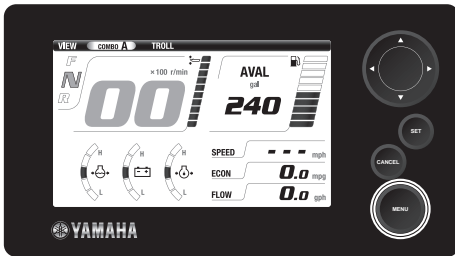 VIEW COMBO A TROLL
F
N
R
×100 r/min
00
AVAL
gall
240
H H H
L L L
SPEED - - - mph
ECON 0.0 mpg
FLOW 0.0 gph
SET
CANCEL
MENU
YAMAHA